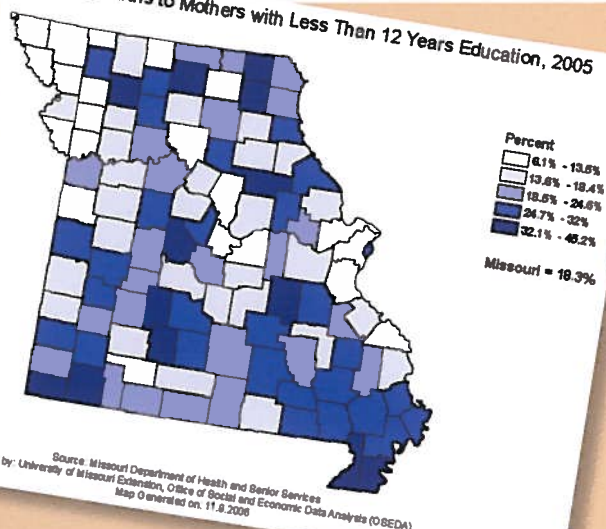 to Mothers with Less Than 12 Years Education, 2005
Percent
6.1% - 13.5%
13.6% - 18.4%
18.5% - 24.6%
24.7% - 32%
32.1% - 45.2%
Missouri = 18.3%
Source: Missouri Department of Health and Senior Services
by: University of Missouri Extension, Office of Social and Economic Data Analysis (OSEDA)
Map Generated on: 11.9.2006